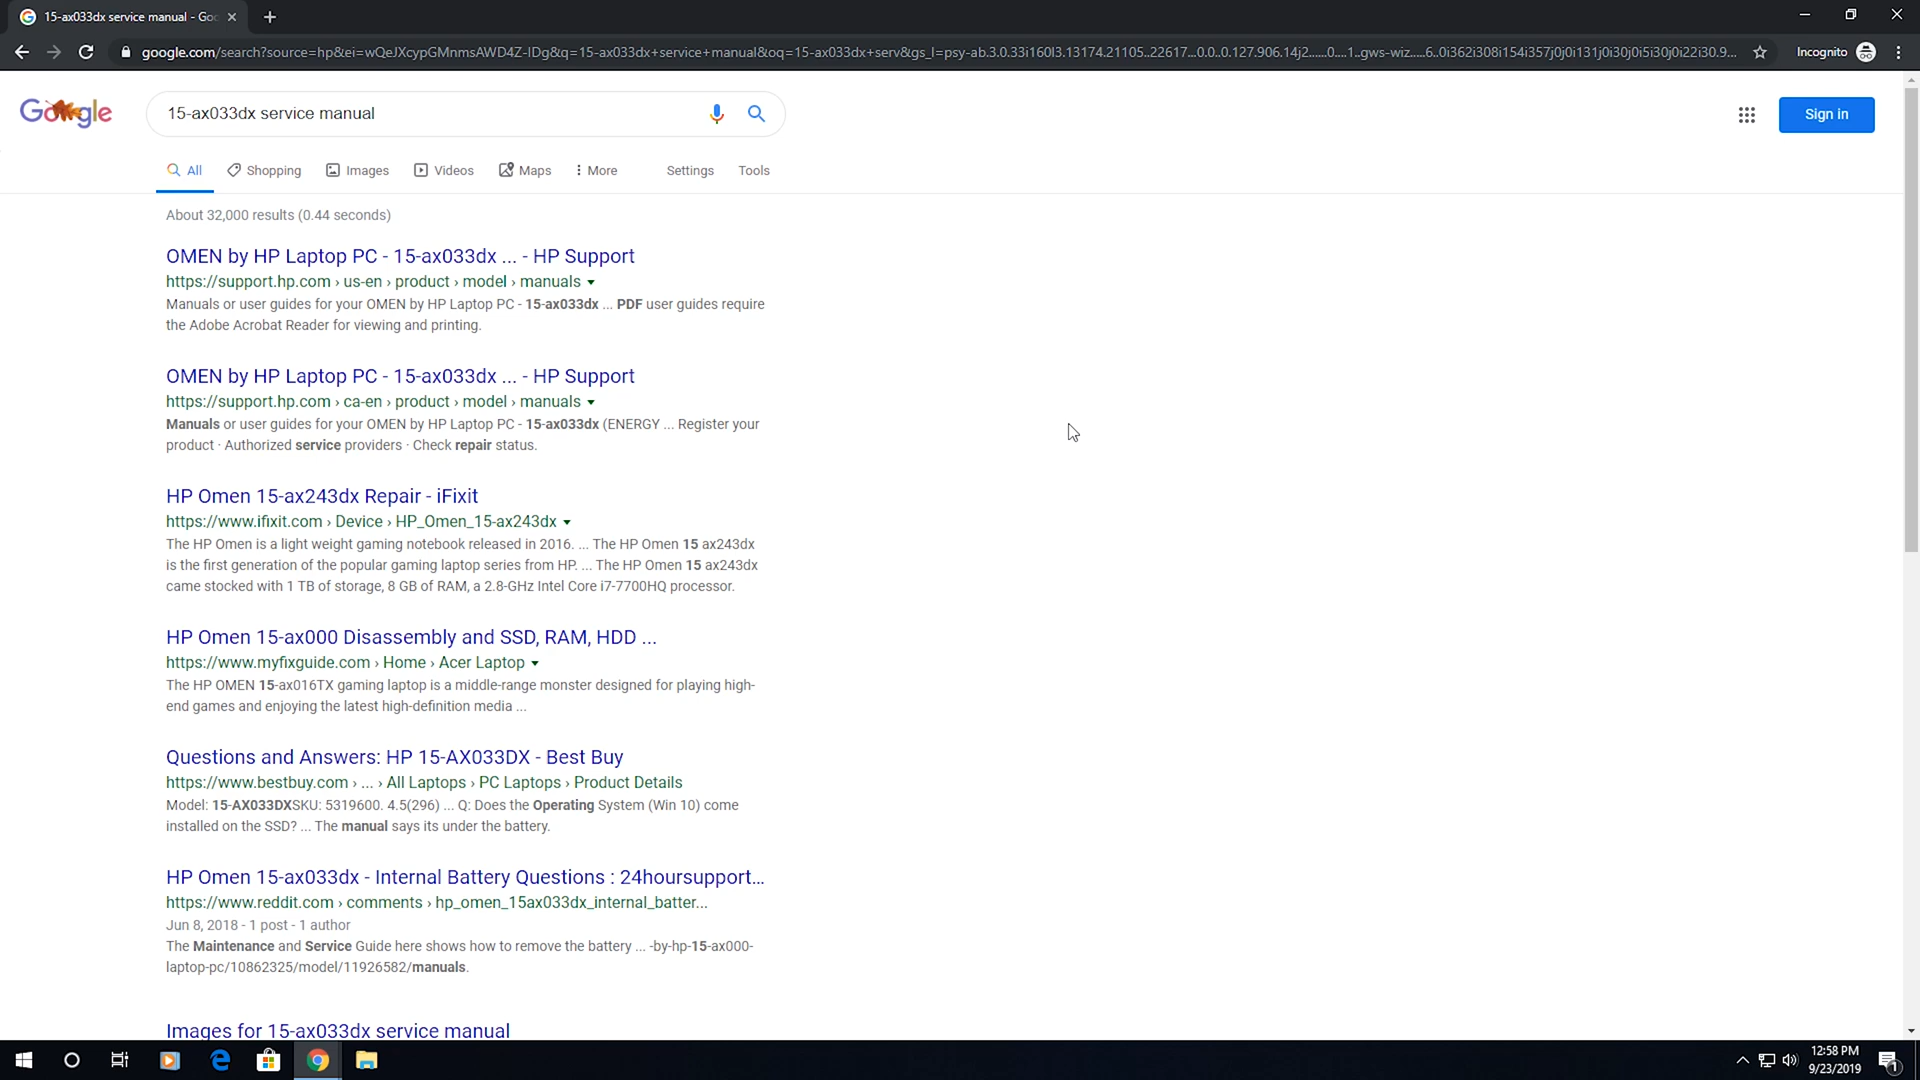 15-ax033dx service manual - Goo
google.com/search?source=hp&ei=wQeJXcypGMnmsAWD4Z-IDg&q=15-ax033dx+service+manual&oq=15-ax033dx+serv&gs_l=psy-ab.3.0.33i160l3.13174.21105..22617...0.0..0.127.906.14j2......0....1..gws-wiz.....6..0i362i308i154i357j0j0i131j0i30j0i5i30j0i22i30.9...
Incognito
Google
15-ax033dx service manual
Sign in
All Shopping Images Videos Maps More Settings Tools
About 32,000 results (0.44 seconds)
OMEN by HP Laptop PC - 15-ax033dx ... - HP Support
https://support.hp.com › us-en › product › model › manuals
Manuals or user guides for your OMEN by HP Laptop PC - 15-ax033dx ... PDF user guides require
the Adobe Acrobat Reader for viewing and printing.
OMEN by HP Laptop PC - 15-ax033dx ... - HP Support
https://support.hp.com › ca-en › product › model › manuals
Manuals or user guides for your OMEN by HP Laptop PC - 15-ax033dx (ENERGY ... Register your
product · Authorized service providers · Check repair status.
HP Omen 15-ax243dx Repair - iFixit
https://www.ifixit.com › Device › HP_Omen_15-ax243dx
The HP Omen is a light weight gaming notebook released in 2016. ... The HP Omen 15 ax243dx
is the first generation of the popular gaming laptop series from HP. ... The HP Omen 15 ax243dx
came stocked with 1 TB of storage, 8 GB of RAM, a 2.8-GHz Intel Core i7-7700HQ processor.
HP Omen 15-ax000 Disassembly and SSD, RAM, HDD ...
https://www.myfixguide.com › Home › Acer Laptop
The HP OMEN 15-ax016TX gaming laptop is a middle-range monster designed for playing high-
end games and enjoying the latest high-definition media ...
Questions and Answers: HP 15-AX033DX - Best Buy
https://www.bestbuy.com › ... › All Laptops › PC Laptops › Product Details
Model: 15-AX033DXSKU: 5319600. 4.5(296) ... Q: Does the Operating System (Win 10) come
installed on the SSD? ... The manual says its under the battery.
HP Omen 15-ax033dx - Internal Battery Questions : 24hoursupport...
https://www.reddit.com › comments › hp_omen_15ax033dx_internal_batter...
Jun 8, 2018 - 1 post - 1 author
The Maintenance and Service Guide here shows how to remove the battery ... -by-hp-15-ax000-
laptop-pc/10862325/model/11926582/manuals.
Images for 15-ax033dx service manual
12:58 PM
9/23/2019
1